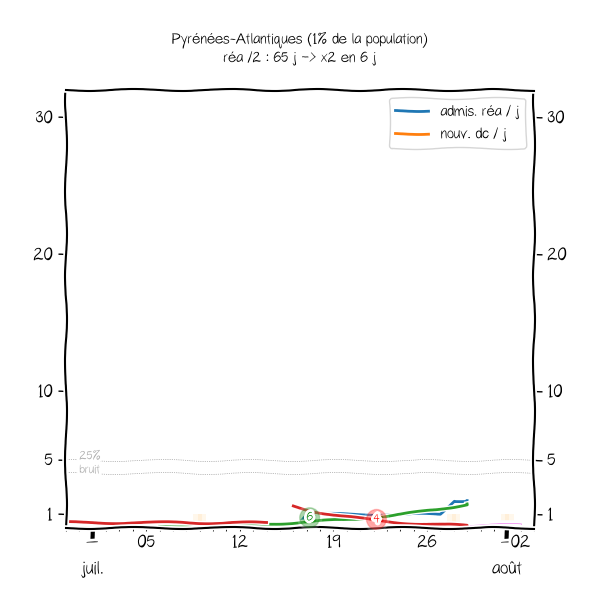 Pyrénées-Atlantiques (1% de la population)
réa /2 : 65 j -> x2 en 6 j
admis. réa / j
nouv. dc / j
30
30
20
20
10
10
25%
5
5
bruit
1
1
6
4
05
12
19
26
02
juil.
août